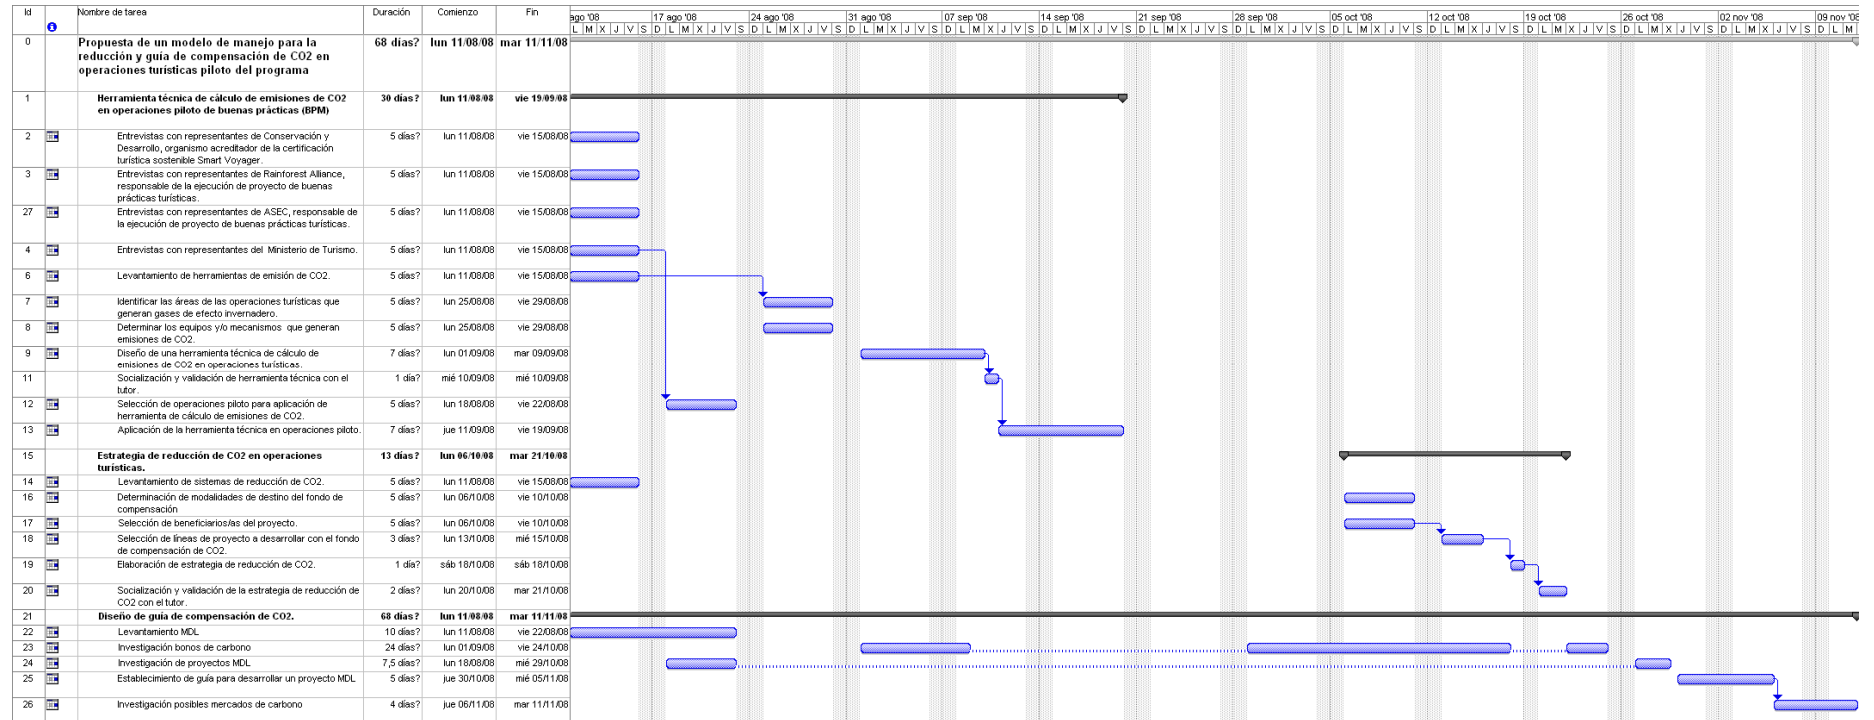 Id Nombre de tarea Duración Comienzo Fin
ago '08 17 ago '08 24 ago '08 31 ago '08 07 sep '08 14 sep '08 21 sep '08 28 sep '08 05 oct '08 12 oct '08 19 oct '08 26 oct '08 02 nov '08 09 nov '08
L M X J V S D L M X J V S D L M X J V S D L M X J V S D L M X J V S D L M X J V S D L M X J V S D L M X J V S D L M X J V S D L M X J V S D L M X J V S D L M X J V S D L M X J V S D L M
0 Propuesta de un modelo de manejo para la 68 días? lun 11/08/08 mar 11/11/08
reducción y guía de compensación de CO2 en
operaciones turísticas piloto del programa
1 Herramienta técnica de cálculo de emisiones de CO2 30 días? lun 11/08/08 vie 19/09/08
en operaciones piloto de buenas prácticas (BPM)
2 Entrevistas con representantes de Conservación y 5 días? lun 11/08/08 vie 15/08/08
Desarrollo, organismo acreditador de la certificación
turística sostenible Smart Voyager.
3 Entrevistas con representantes de Rainforest Alliance, 5 días? lun 11/08/08 vie 15/08/08
responsable de la ejecución de proyecto de buenas
prácticas turísticas.
27 Entrevistas con representantes de ASEC, responsable de 5 días? lun 11/08/08 vie 15/08/08
la ejecución de proyecto de buenas prácticas turísticas.
4 Entrevistas con representantes del Ministerio de Turismo. 5 días? lun 11/08/08 vie 15/08/08
6 Levantamiento de herramientas de emisión de CO2. 5 días? lun 11/08/08 vie 15/08/08
7 Identificar las áreas de las operaciones turísticas que 5 días? lun 25/08/08 vie 29/08/08
generan gases de efecto invernadero.
8 Determinar los equipos y/o mecanismos que generan 5 días? lun 25/08/08 vie 29/08/08
emisiones de CO2.
9 Diseño de una herramienta técnica de cálculo de 7 días? lun 01/09/08 mar 09/09/08
emisiones de CO2 en operaciones turísticas.
11 Socialización y validación de herramienta técnica con el 1 día? mié 10/09/08 mié 10/09/08
tutor.
12 Selección de operaciones piloto para aplicación de 5 días? lun 18/08/08 vie 22/08/08
herramienta de cálculo de emisiones de CO2.
13 Aplicación de la herramienta técnica en operaciones piloto. 7 días? jue 11/09/08 vie 19/09/08
15 Estrategia de reducción de CO2 en operaciones 13 días? lun 06/10/08 mar 21/10/08
turísticas.
14 Levantamiento de sistemas de reducción de CO2. 5 días? lun 11/08/08 vie 15/08/08
16 Determinación de modalidades de destino del fondo de 5 días? lun 06/10/08 vie 10/10/08
compensación
17 Selección de beneficiarios/as del proyecto. 5 días? lun 06/10/08 vie 10/10/08
18 Selección de líneas de proyecto a desarrollar con el fondo 3 días? lun 13/10/08 mié 15/10/08
de compensación de CO2.
19 Elaboración de estrategia de reducción de CO2. 1 día? sáb 18/10/08 sáb 18/10/08
20 Socialización y validación de la estrategia de reducción de 2 días? lun 20/10/08 mar 21/10/08
CO2 con el tutor.
21 Diseño de guía de compensación de CO2. 68 días? lun 11/08/08 mar 11/11/08
22 Levantamiento MDL 10 días? lun 11/08/08 vie 22/08/08
23 Investigación bonos de carbono 24 días? lun 01/09/08 vie 24/10/08
24 Investigación de proyectos MDL 7,5 días? lun 18/08/08 mié 29/10/08
25 Establecimiento de guía para desarrollar un proyecto MDL 5 días? jue 30/10/08 mié 05/11/08
26 Investigación posibles mercados de carbono 4 días? jue 06/11/08 mar 11/11/08